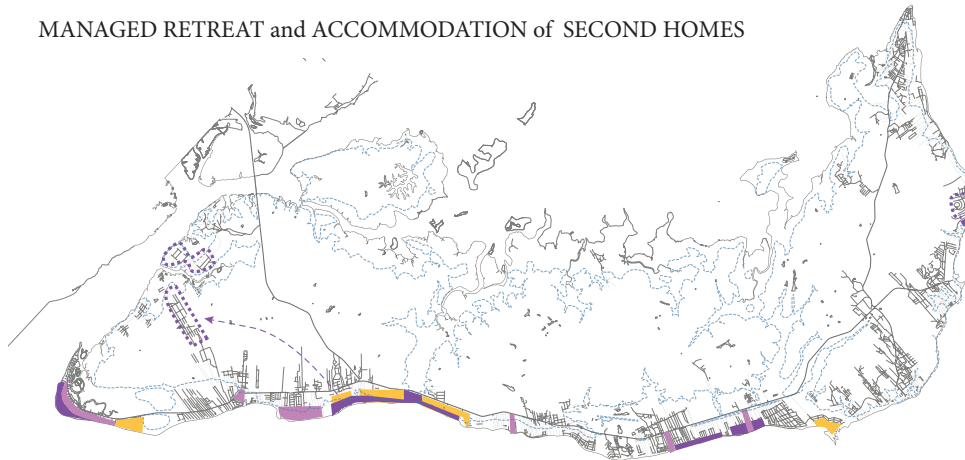 MANAGED RETREAT and ACCOMMODATION of SECOND HOMES